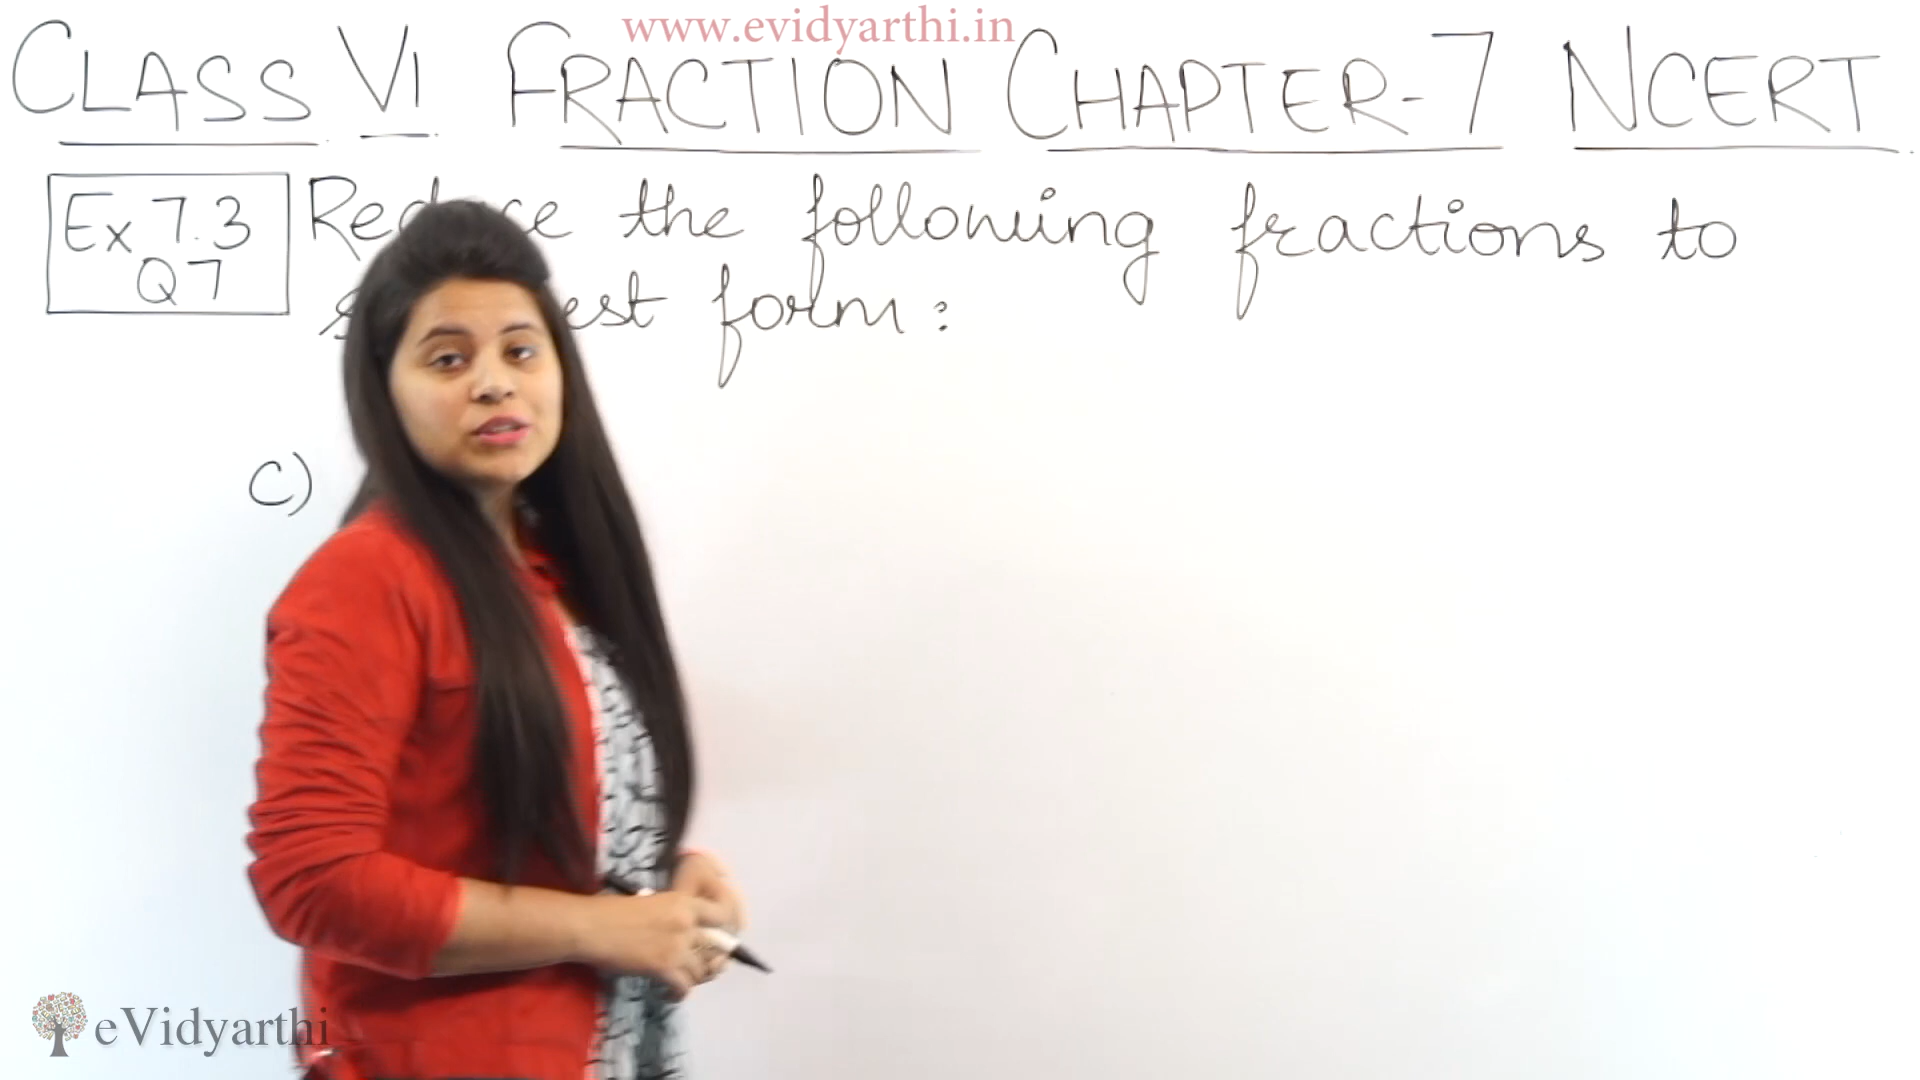 www.evidyarthi.in
CLASS VI FRACTION CHAPTER-7 NCERT
Ex 7.3
Q7
the following fractions to
form:
C)
eVidyarthi